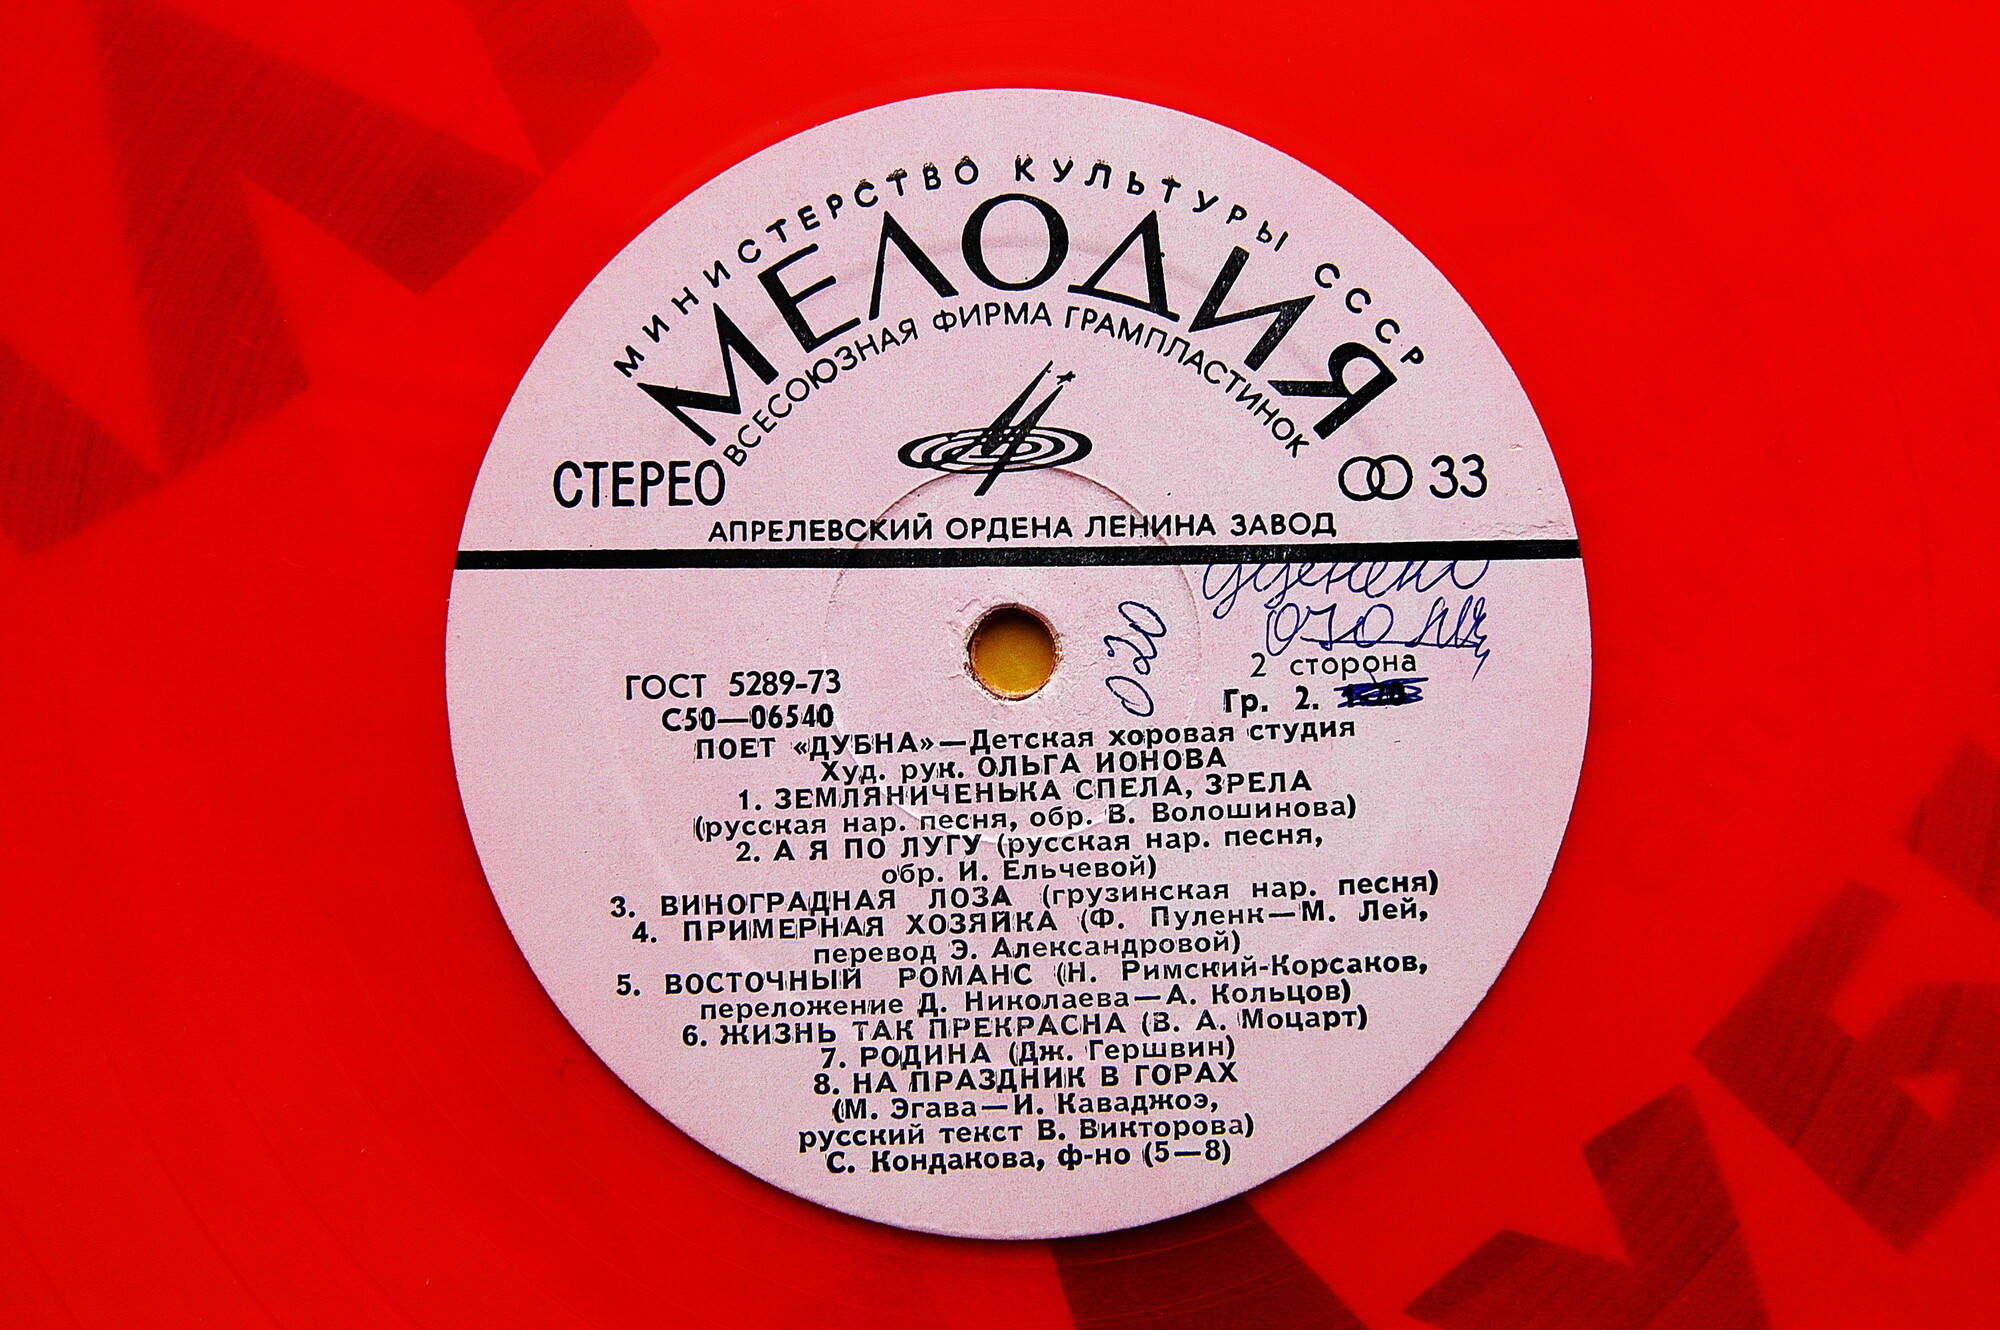 МИНИСТЕРСТВО КУЛЬТУРЫ СССР
МЕЛОДИЯ
ВСЕСОЮЗНАЯ ФИРМА ГРАМПЛАСТИНОК
СТЕРЕО
33
АПРЕЛЕВСКИЙ ОРДЕНА ЛЕНИНА ЗАВОД
уценено
020
2 сторона
ГОСТ 5289-73
Гр. 2.
С50—06540
ПОЕТ «ДУБНА»—Детская хоровая студия
Худ. рук. ОЛЬГА ИОНОВА
1. ЗЕМЛЯНИЧЕНЬКА СПЕЛА, ЗРЕЛА
(русская нар. песня, обр. В. Волошинова)
2. А Я ПО ЛУГУ (русская нар. песня,
обр. И. Ельчевой)
3. ВИНОГРАДНАЯ ЛОЗА (грузинская нар. песня)
4. ПРИМЕРНАЯ ХОЗЯЙКА (Ф. Пуленк—М. Лей,
перевод Э. Александровой)
5. ВОСТОЧНЫЙ РОМАНС (Н. Римский-Корсаков,
переложение Д. Николаева—А. Кольцов)
6. ЖИЗНЬ ТАК ПРЕКРАСНА (В. А. Моцарт)
7. РОДИНА (Дж. Гершвин)
8. НА ПРАЗДНИК В ГОРАХ
(М. Эгава—И. Каваджоэ,
русский текст В. Викторова)
С. Кондакова, ф-но (5—8)